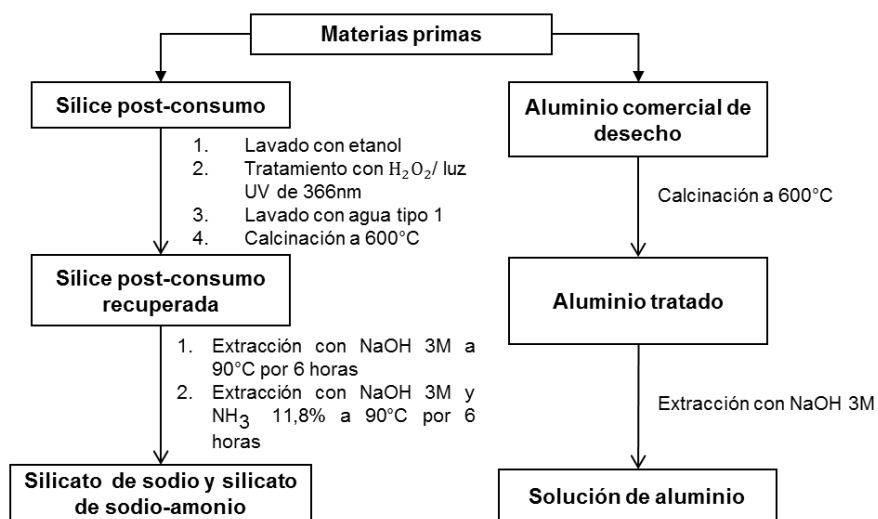 Materias primas
Sílice post-consumo
1. Lavado con etanol
2. Tratamiento con H₂O₂/ luz
UV de 366nm
3. Lavado con agua tipo 1
4. Calcinación a 600°C
Sílice post-consumo
recuperada
1. Extracción con NaOH 3M a
90°C por 6 horas
2. Extracción con NaOH 3M y
NH₃ 11,8% a 90°C por 6
horas
Silicato de sodio y silicato
de sodio-amonio
Aluminio comercial de
desecho
Calcinación a 600°C
Aluminio tratado
Extracción con NaOH 3M
Solución de aluminio